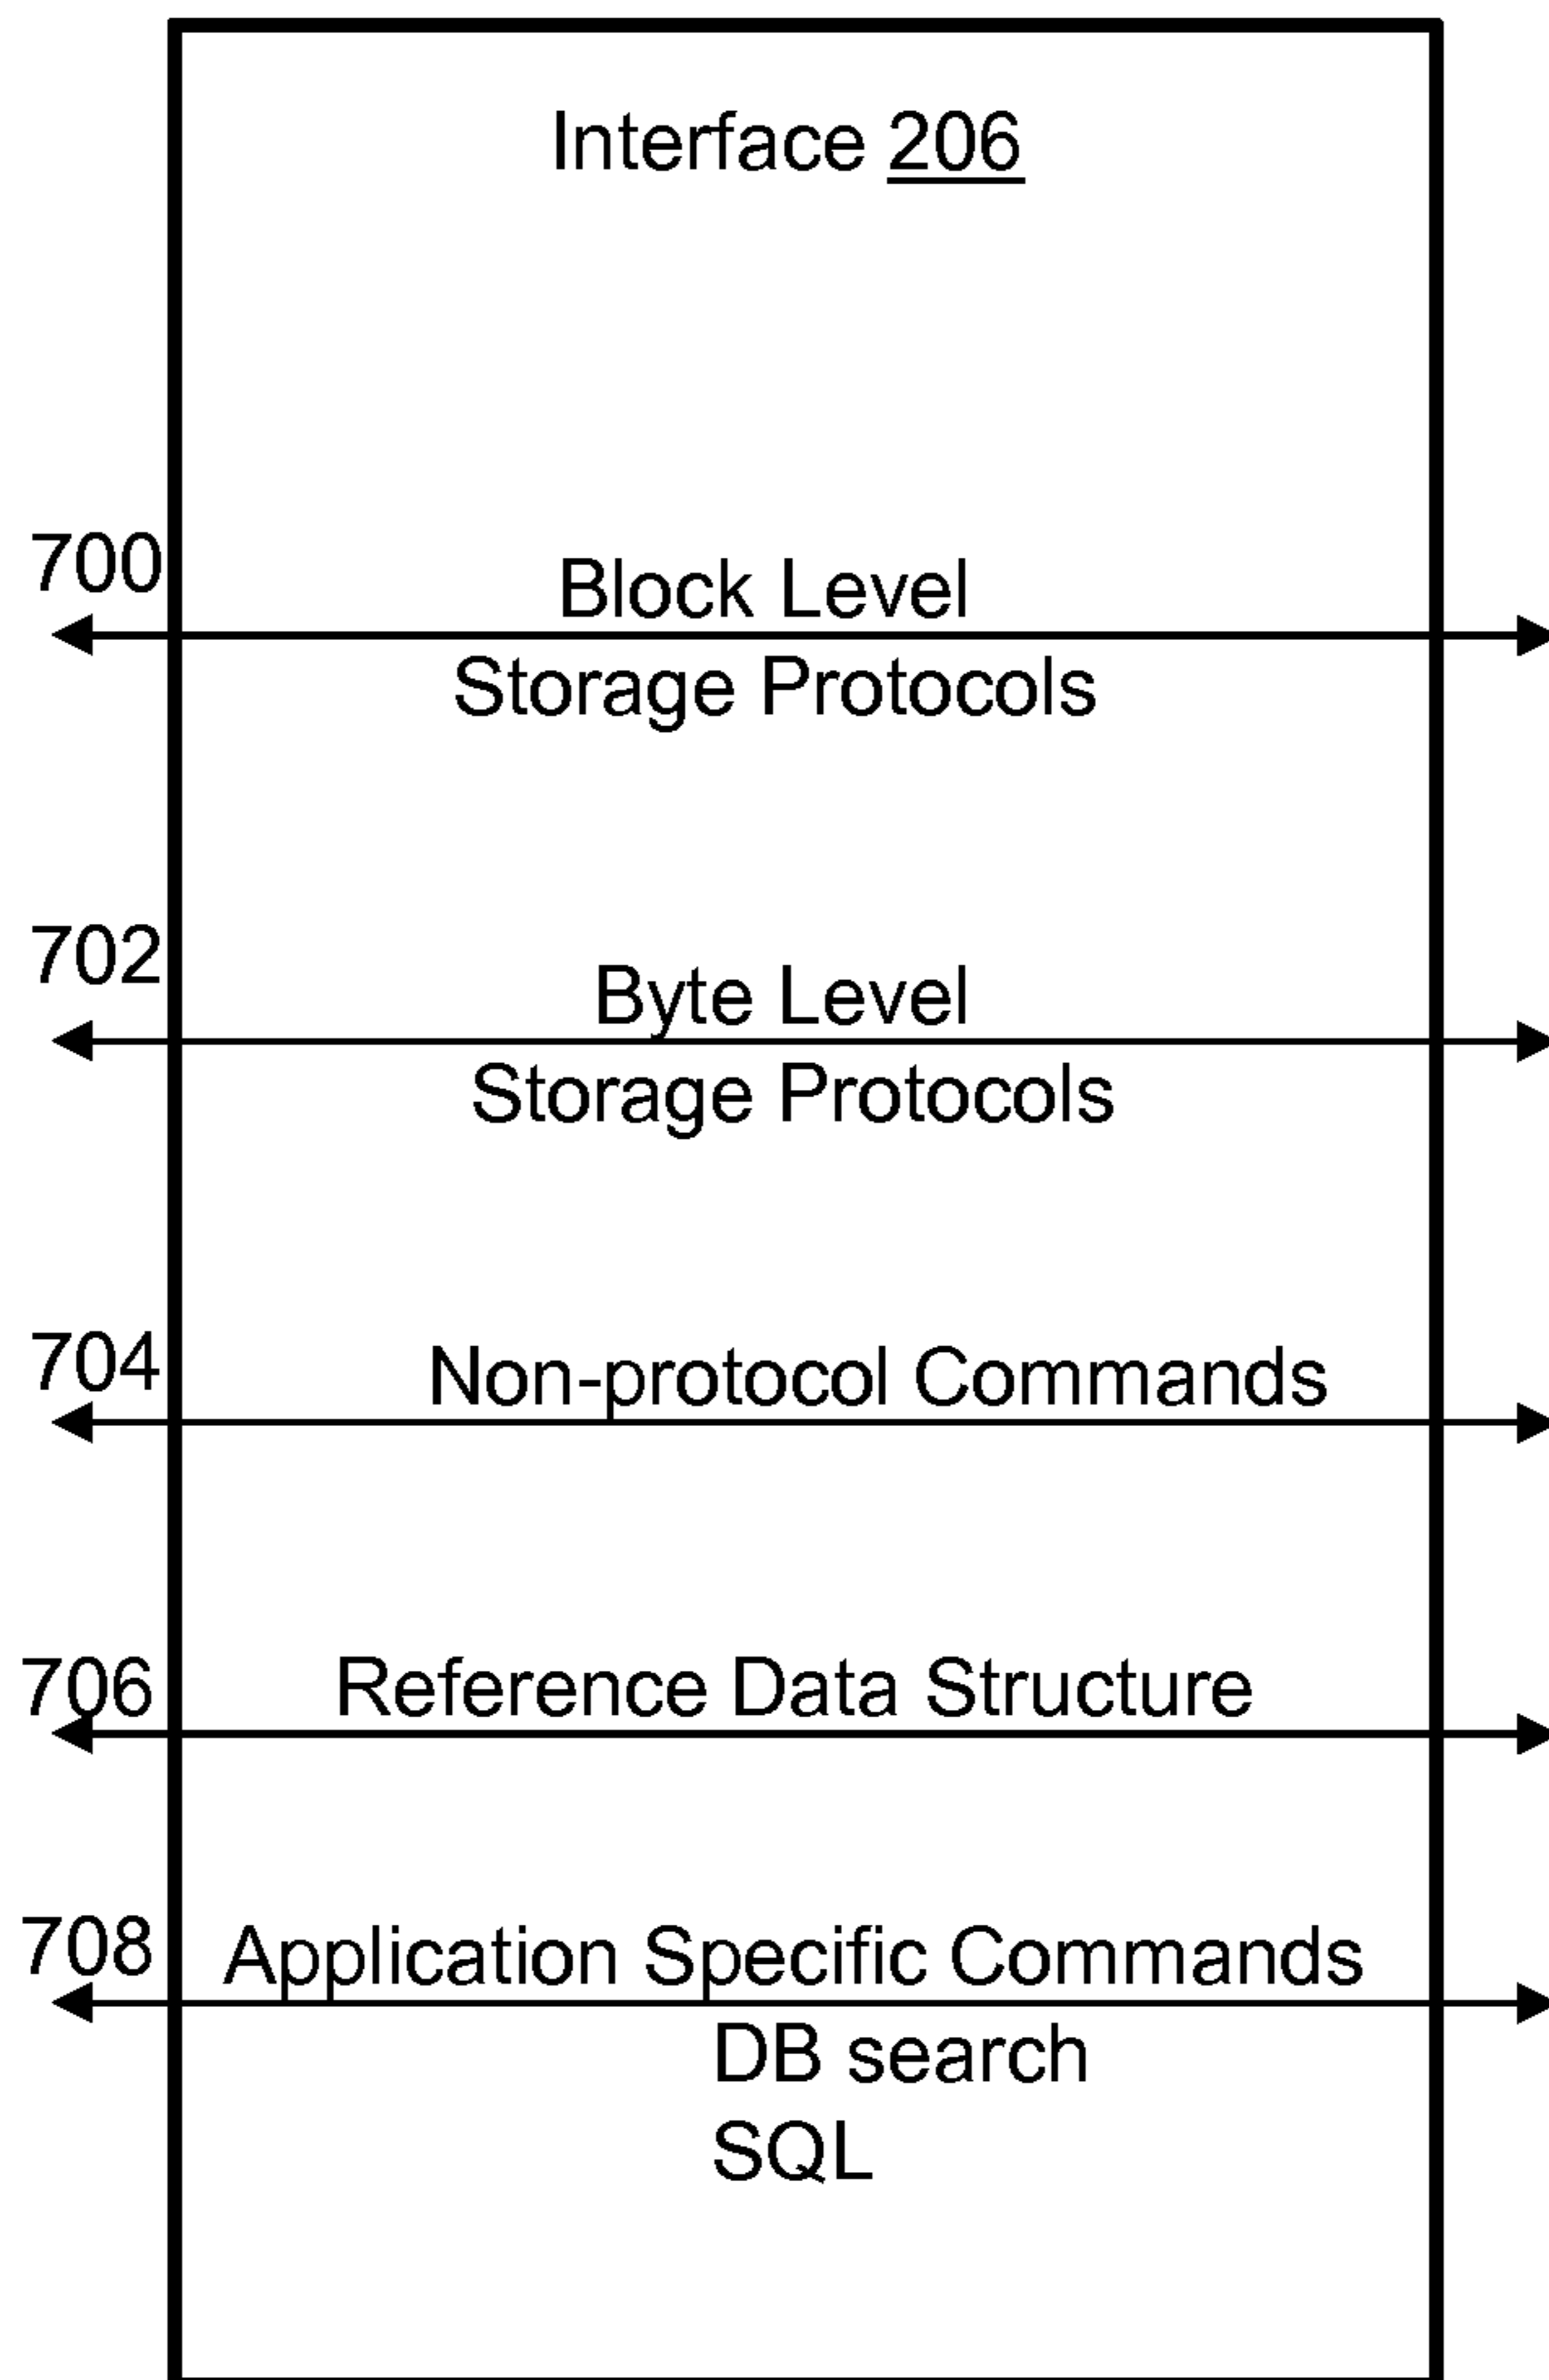 Interface 206
700
Block Level
Storage Protocols
702
Byte Level
Storage Protocols
704
Non-protocol Commands
706
Reference Data Structure
708
Application Specific Commands
DB search
SQL